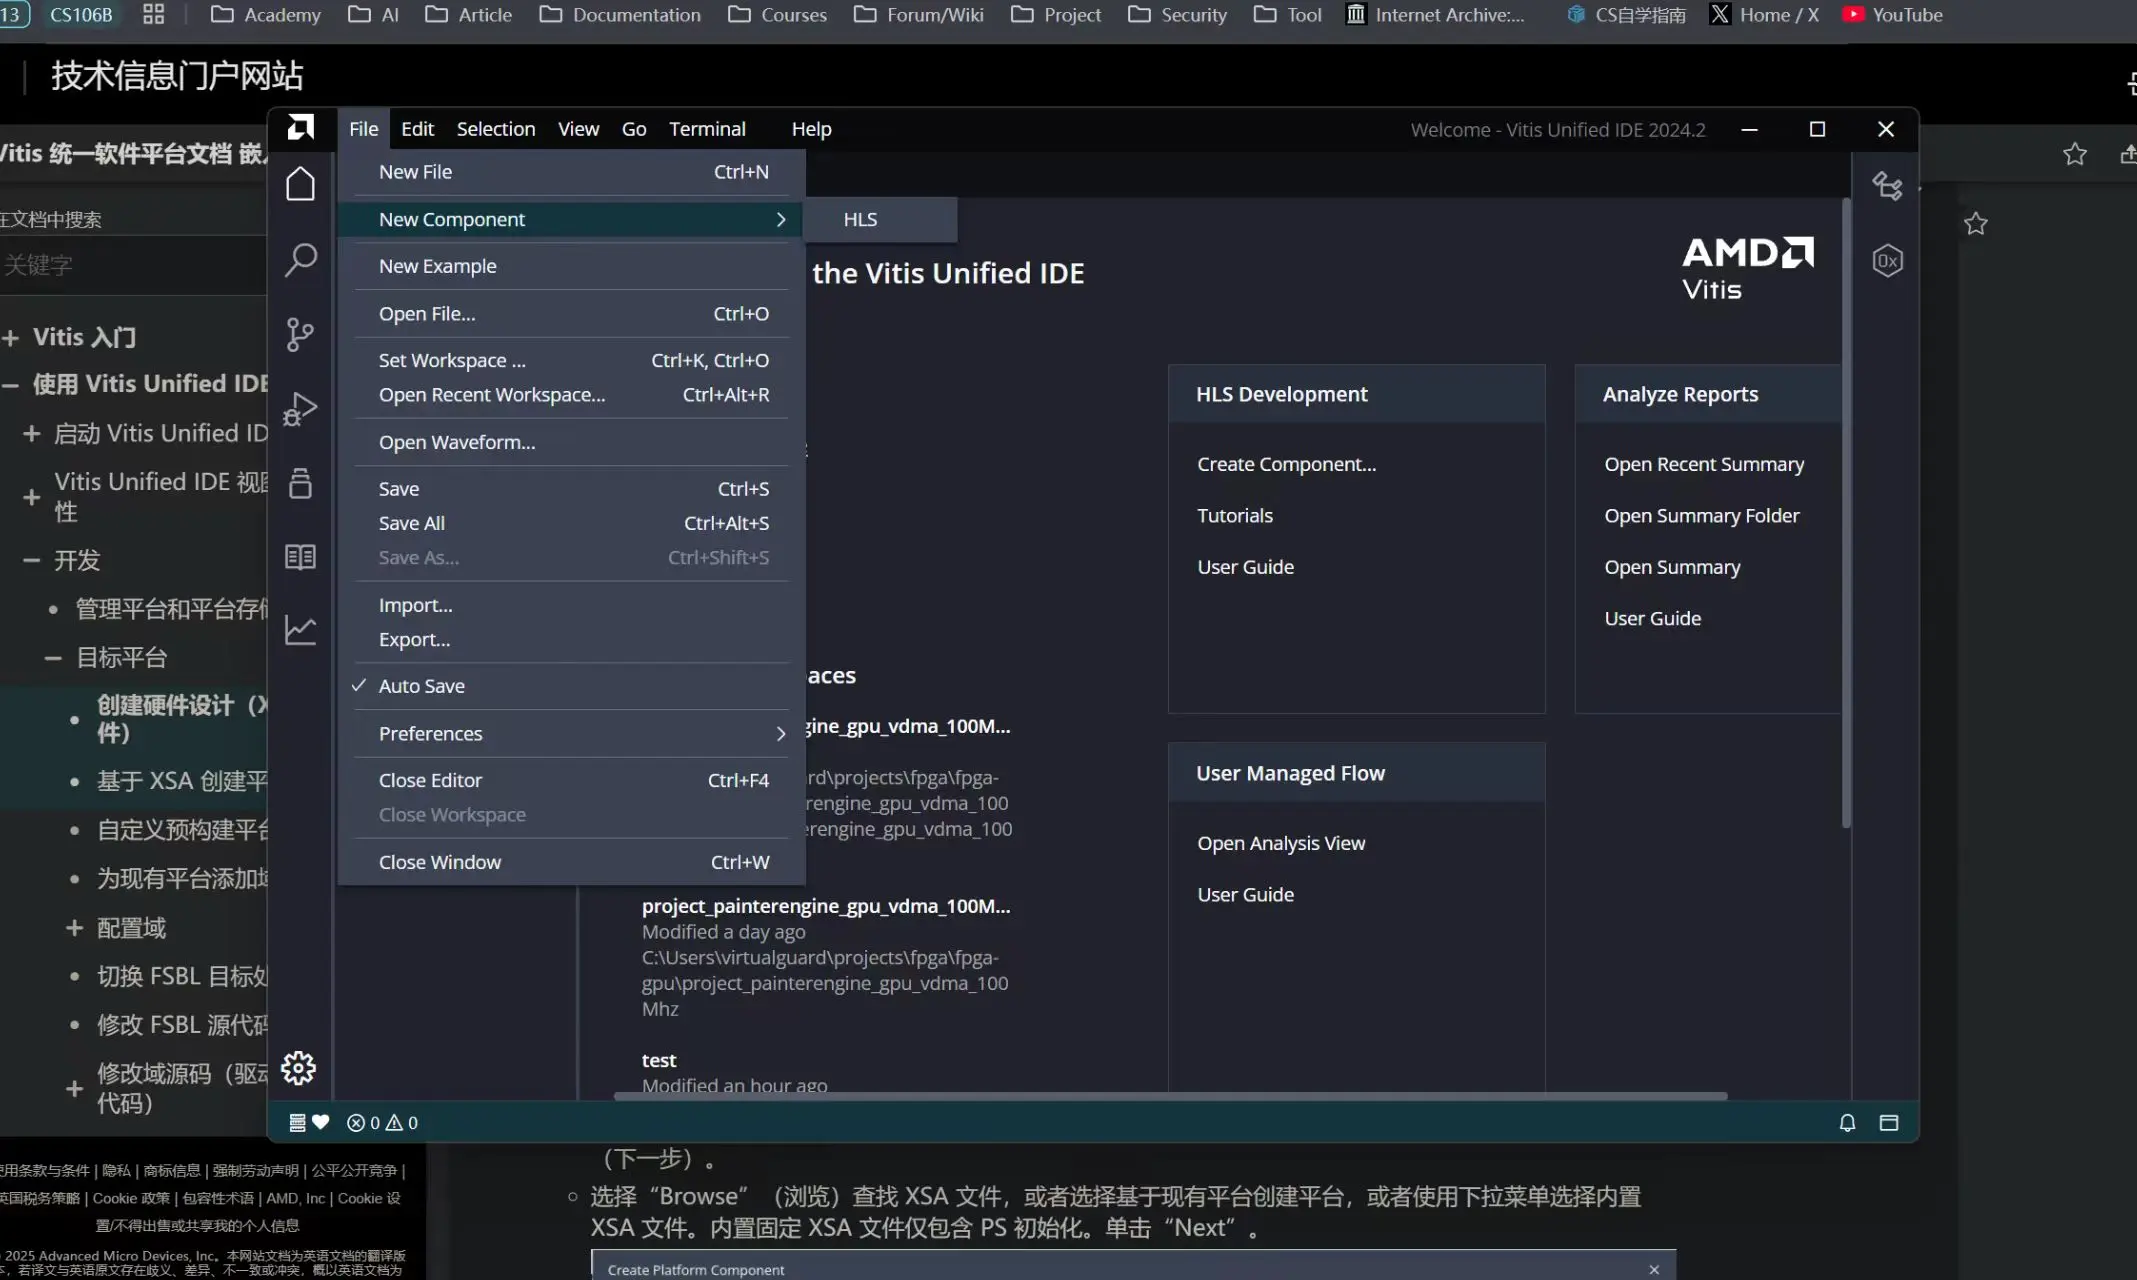 13
CS106B
Academy
AI
Article
Documentation
Courses
Forum/Wiki
Project
Security
Tool
Internet Archive:...
CS自学指南
Home / X
YouTube
技术信息门户网站
Vitis 统一软件平台文档
在文档中搜索
关键字
Vitis 入门
使用 Vitis Unified IDE
启动 Vitis Unified ID
Vitis Unified IDE 视图
性
开发
管理平台和平台存储
目标平台
创建硬件设计（X
件）
基于 XSA 创建平
自定义预构建平台
为现有平台添加域
配置域
切换 FSBL 目标处
修改 FSBL 源代码
修改域源码（驱动
代码）
使用条款与条件 | 隐私 | 商标信息 | 强制劳动声明 | 公平公开竞争 |
英国税务策略 | Cookie 政策 | 包容性术语 | AMD, Inc | Cookie 设
置/不得出售或共享我的个人信息
2025 Advanced Micro Devices, Inc. 本网站文档为英语文档的翻译版
本，若译文与英语原文存在歧义、差异、不一致或冲突，概以英语文档为
File Edit Selection View Go Terminal Help
Welcome - Vitis Unified IDE 2024.2
New File Ctrl+N
New Component
HLS
New Example
Open File... Ctrl+O
Set Workspace ... Ctrl+K, Ctrl+O
Open Recent Workspace... Ctrl+Alt+R
Open Waveform...
Save Ctrl+S
Save All Ctrl+Alt+S
Save As... Ctrl+Shift+S
Import...
Export...
Auto Save
Preferences
Close Editor Ctrl+F4
Close Workspace
Close Window Ctrl+W
the Vitis Unified IDE
AMD
Vitis
0x
HLS Development
Create Component...
Tutorials
User Guide
Analyze Reports
Open Recent Summary
Open Summary Folder
Open Summary
User Guide
User Managed Flow
Open Analysis View
User Guide
aces
gine_gpu_vdma_100M...
rd\projects\fpga\fpga-
rengine_gpu_vdma_100
erengine_gpu_vdma_100
project_painterengine_gpu_vdma_100M...
Modified a day ago
C:\Users\virtualguard\projects\fpga\fpga-
gpu\project_painterengine_gpu_vdma_100
Mhz
test
Modified an hour ago
0 0
（下一步）。
选择“Browse”（浏览）查找 XSA 文件，或者选择基于现有平台创建平台，或者使用下拉菜单选择内置
XSA 文件。内置固定 XSA 文件仅包含 PS 初始化。单击“Next”。
Create Platform Component